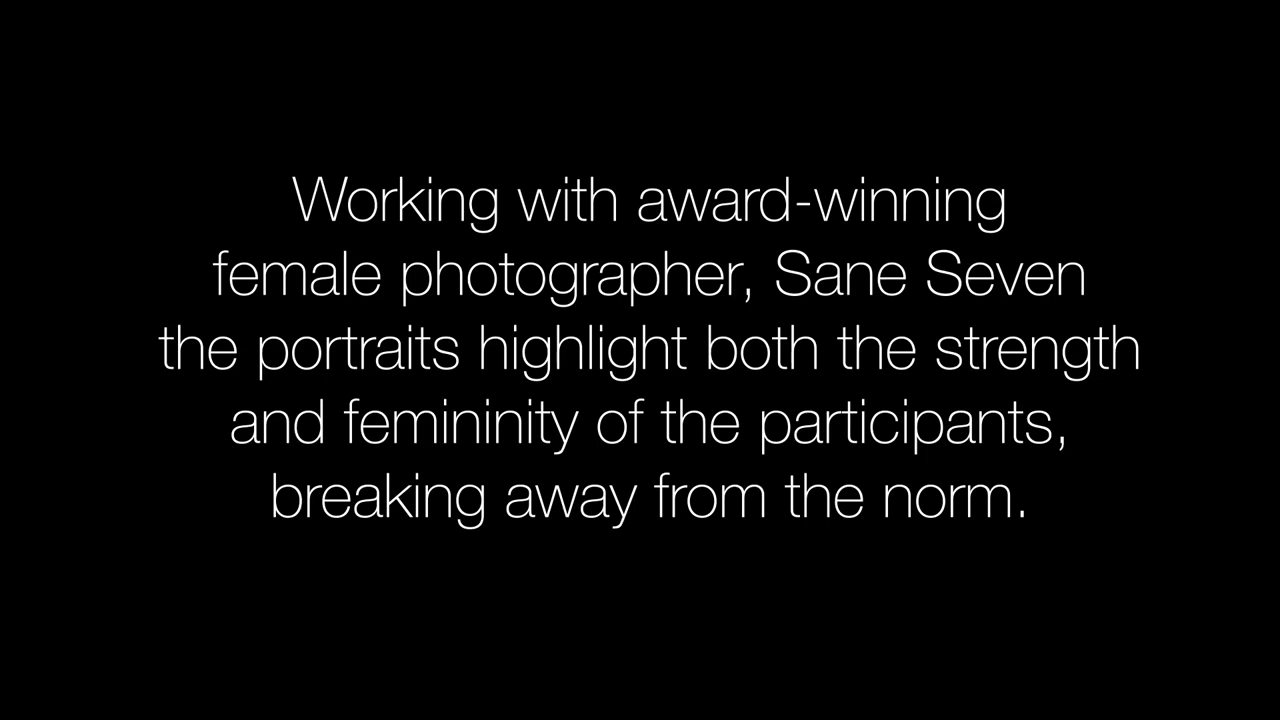 Working with award-winning
female photographer, Sane Seven
the portraits highlight both the strength
and femininity of the participants,
breaking away from the norm.